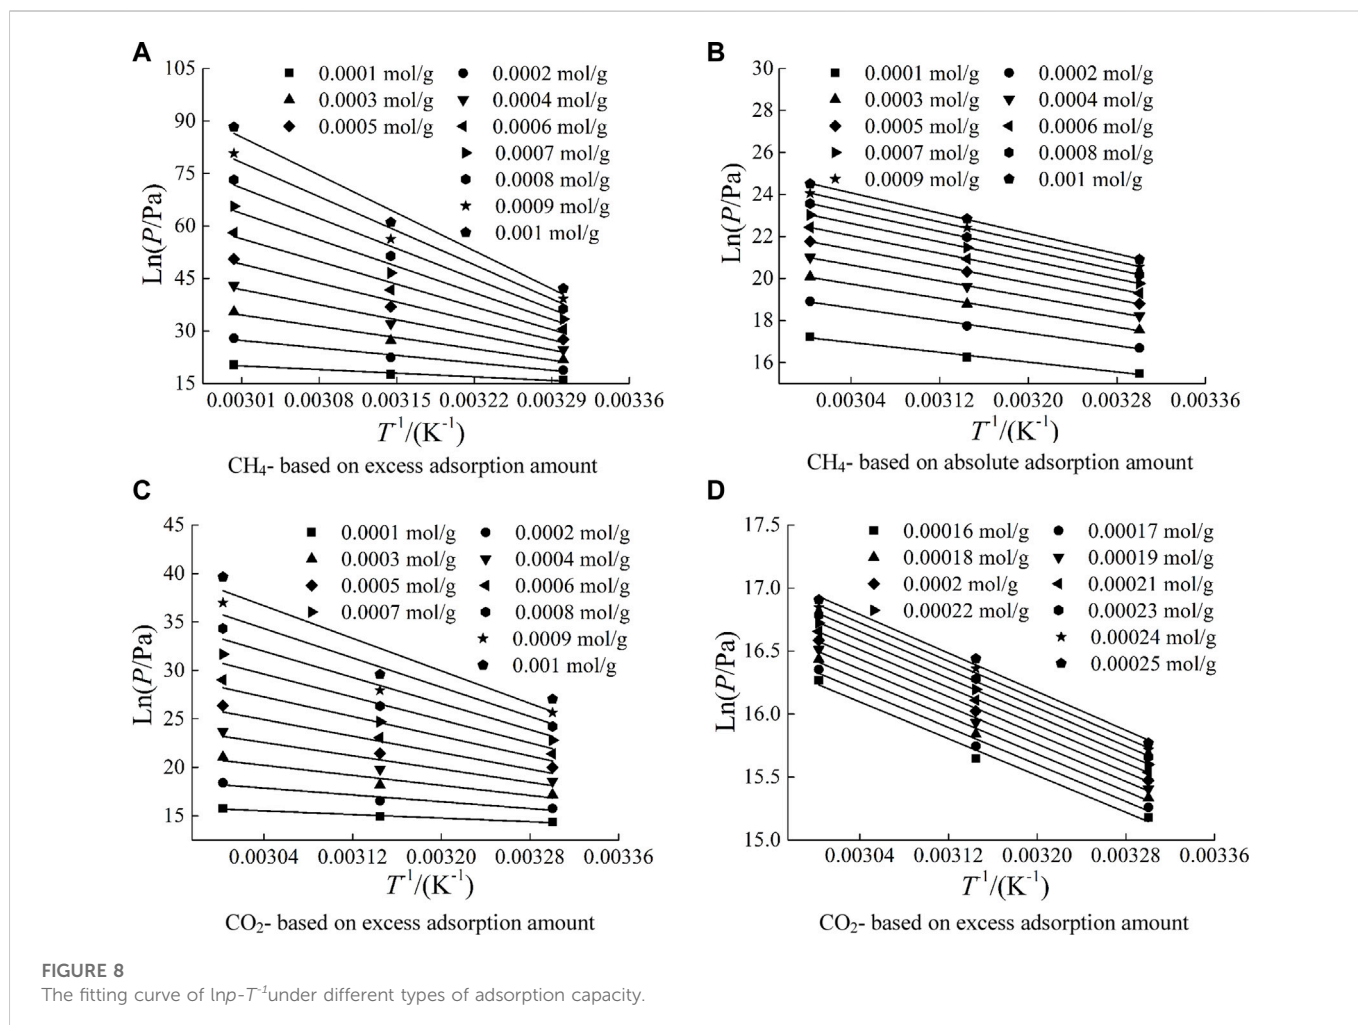 A
105
90
75
60
45
30
15
Ln(P/Pa)
0.0001 mol/g
0.0002 mol/g
0.0003 mol/g
0.0004 mol/g
0.0005 mol/g
0.0006 mol/g
0.0007 mol/g
0.0008 mol/g
0.0009 mol/g
0.001 mol/g
0.00301 0.00308 0.00315 0.00322 0.00329 0.00336
T⁻¹/(K⁻¹)
CH₄- based on excess adsorption amount
B
30
28
26
24
22
20
18
16
Ln(P/Pa)
0.0001 mol/g
0.0002 mol/g
0.0003 mol/g
0.0004 mol/g
0.0005 mol/g
0.0006 mol/g
0.0007 mol/g
0.0008 mol/g
0.0009 mol/g
0.001 mol/g
0.00304 0.00312 0.00320 0.00328 0.00336
T⁻¹/(K⁻¹)
CH₄- based on absolute adsorption amount
C
45
40
35
30
25
20
15
Ln(P/Pa)
0.0001 mol/g
0.0002 mol/g
0.0003 mol/g
0.0004 mol/g
0.0005 mol/g
0.0006 mol/g
0.0007 mol/g
0.0008 mol/g
0.0009 mol/g
0.001 mol/g
0.00304 0.00312 0.00320 0.00328 0.00336
T⁻¹/(K⁻¹)
CO₂- based on excess adsorption amount
D
17.5
17.0
16.5
16.0
15.5
15.0
Ln(P/Pa)
0.00016 mol/g
0.00017 mol/g
0.00018 mol/g
0.00019 mol/g
0.0002 mol/g
0.00021 mol/g
0.00022 mol/g
0.00023 mol/g
0.00024 mol/g
0.00025 mol/g
0.00304 0.00312 0.00320 0.00328 0.00336
T⁻¹/(K⁻¹)
CO₂- based on excess adsorption amount
FIGURE 8
The fitting curve of lnp-T⁻¹under different types of adsorption capacity.